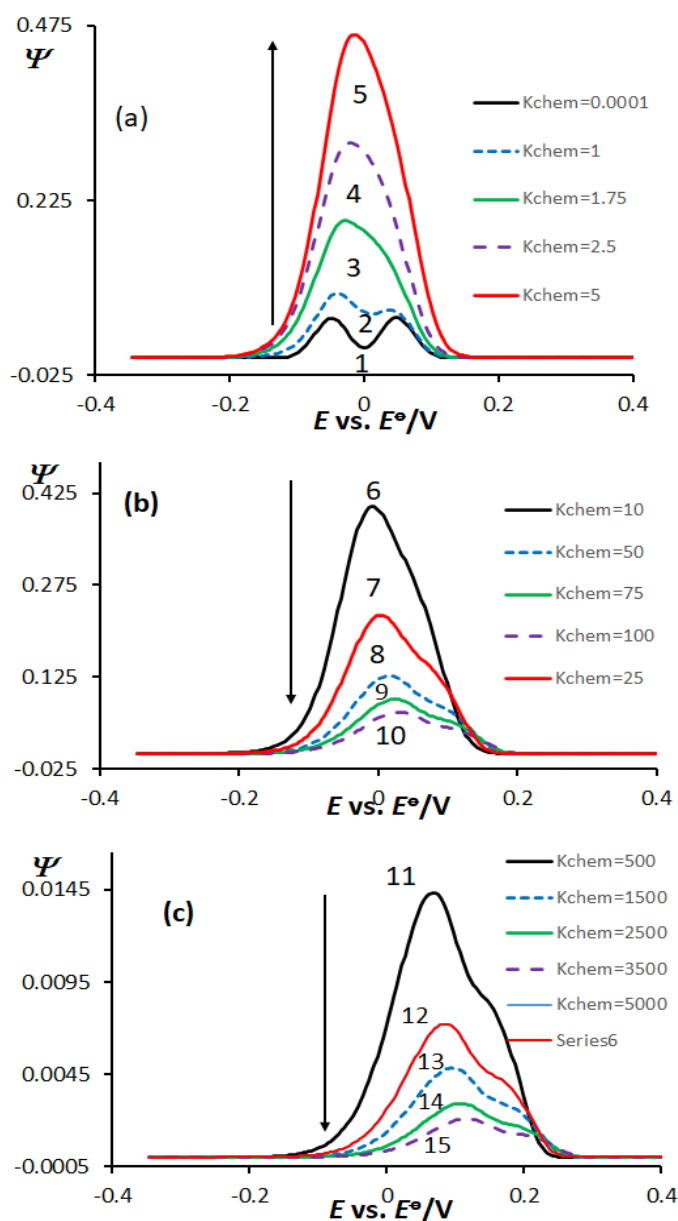 0.475
Ψ
(a)
5
Kchem=0.0001
Kchem=1
0.225
4
Kchem=1.75
3
Kchem=2.5
2
Kchem=5
1
-0.025
-0.4 -0.2 0 0.2 0.4
E vs. E⦵/V
Ψ
0.425
(b)
6
Kchem=10
Kchem=50
0.275
7
Kchem=75
8
Kchem=100
0.125
9
Kchem=25
10
-0.025
-0.4 -0.2 0 0.2 0.4
E vs. E⦵/V
Ψ
Kchem=500
0.0145
11
(c)
Kchem=1500
Kchem=2500
0.0095
12
Kchem=3500
13
Kchem=5000
0.0045
14
Series6
15
-0.0005
-0.4 -0.2 0 0.2 0.4
E vs. E⦵/V